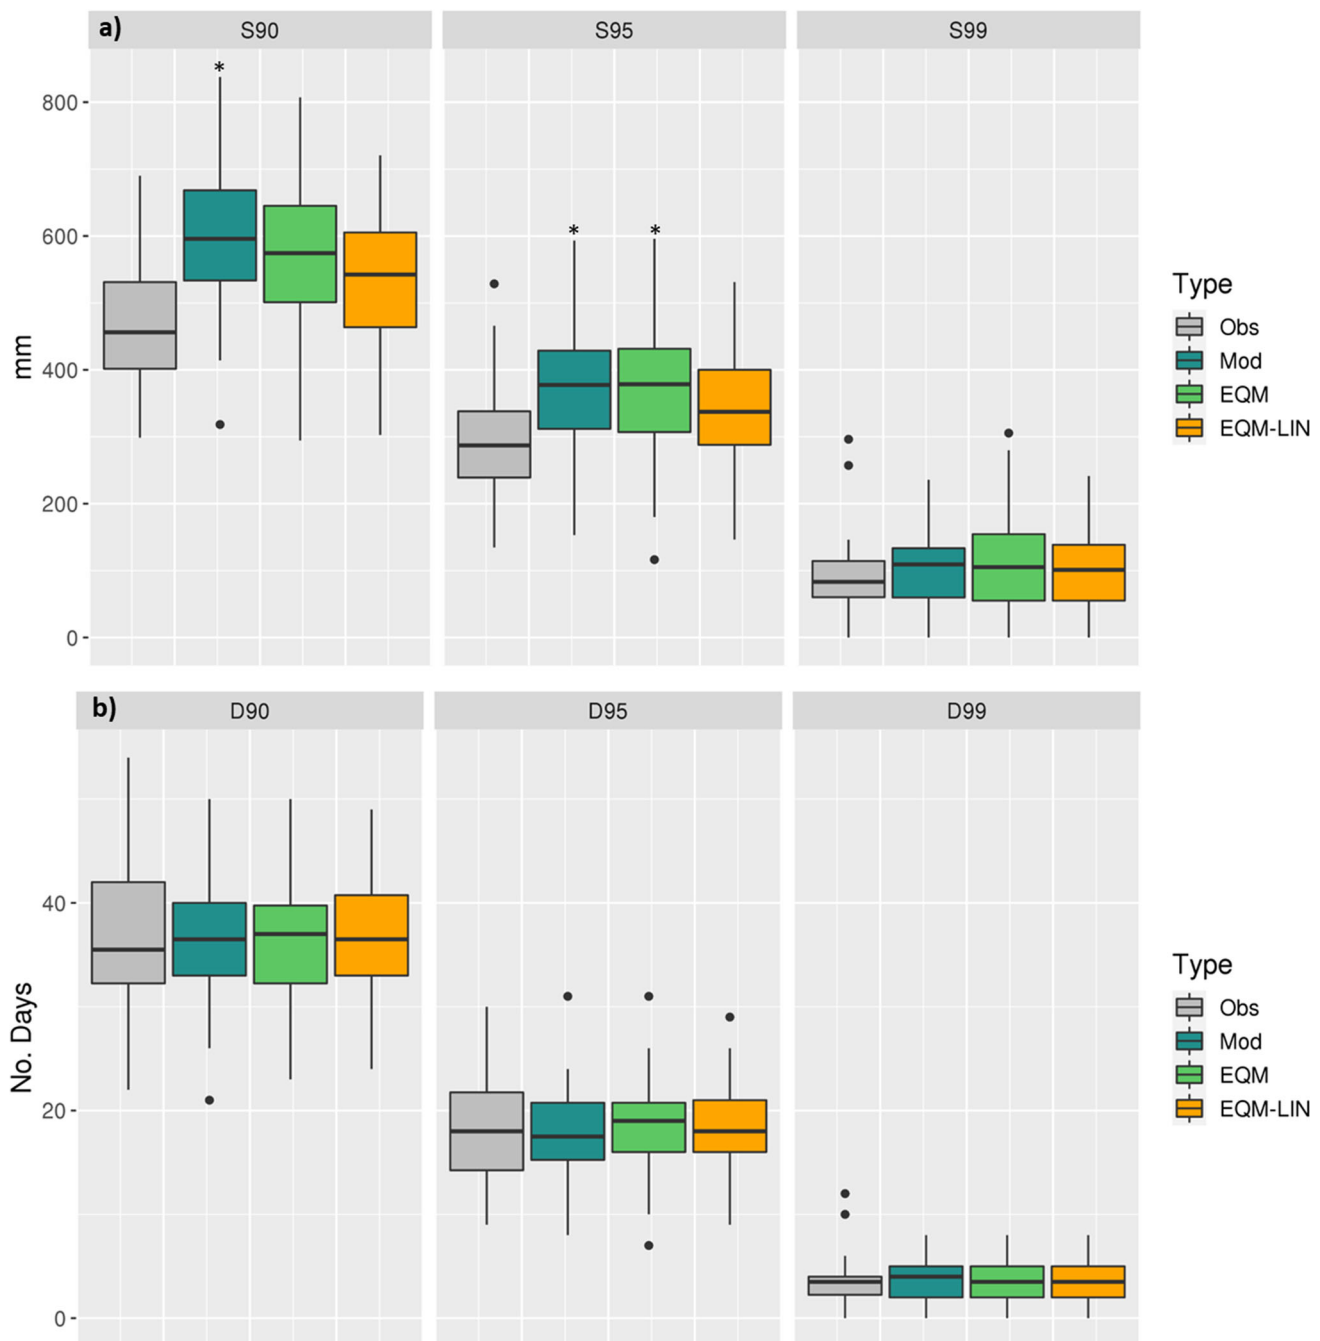 a)
S90 S95 S99
*
800
600
* *
400
200
0
mm
Type
Obs
Mod
EQM
EQM-LIN
b)
D90 D95 D99
40
20
0
No. Days
Type
Obs
Mod
EQM
EQM-LIN